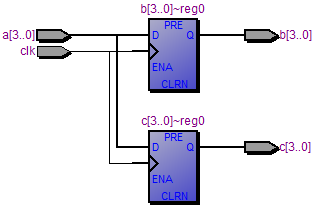 b[3..0]~reg0
PRE
a[3..0]
D Q
b[3..0]
clk
ENA
CLRN
c[3..0]~reg0
PRE
D Q
c[3..0]
ENA
CLRN